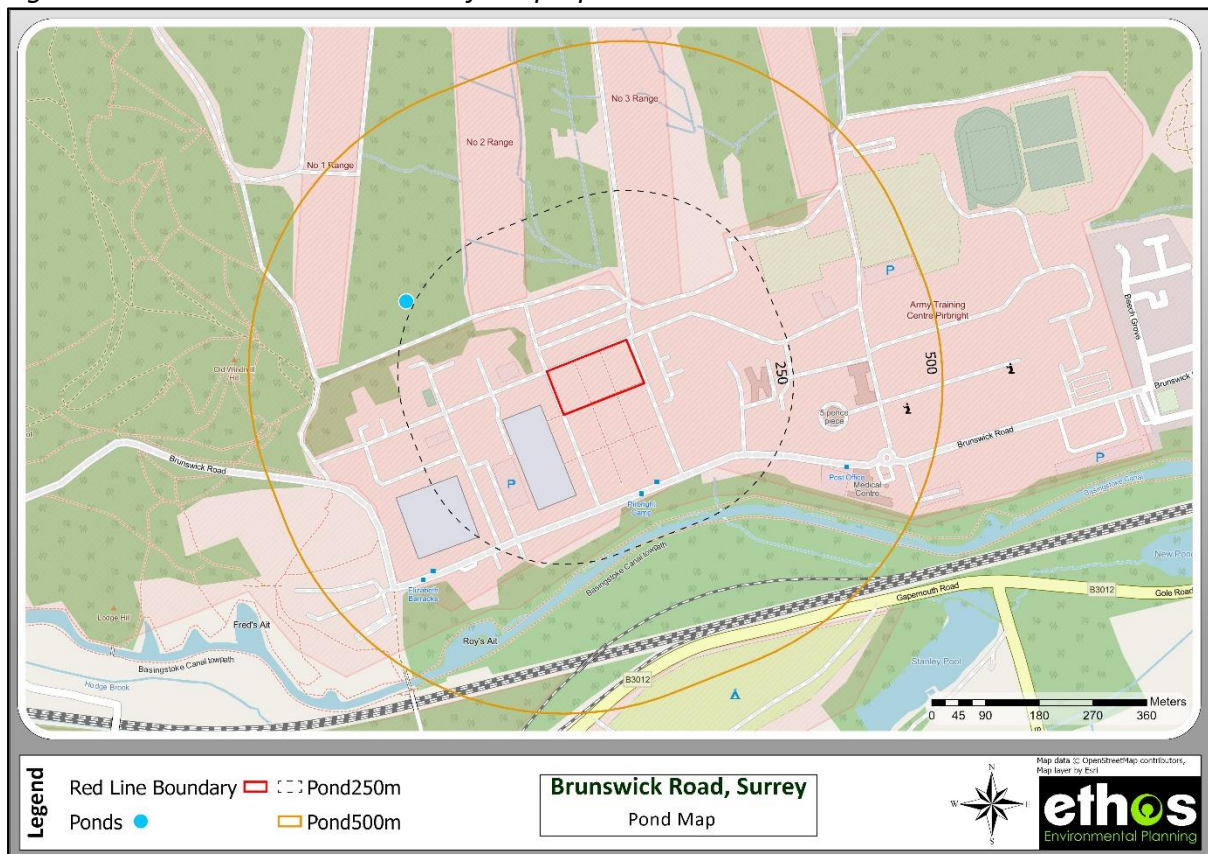 No 3 Range
No 2 Range
No 1 Range
P
Army Training
Centre Pirbright
Beech Grove
Old Windmill
Hill
250
500
5 pence
piece
Brunswick
Brunswick Road
Brunswick Road
P
P
Post Office
Medical
Centre
Pirbright
Camp
Basingstoke Canal
Basingstoke Canal towpath
Elizabeth
Barracks
New Pond
Gapemouth Road
B3012
Gole Road
Lodge Hill
Fred's Ait
Roy's Ait
Basingstoke Canal towpath
Stanley Pool
Hodge Brook
B3012
Meters
0 45 90 180 270 360
Legend
Red Line Boundary
Pond250m
Ponds
Pond500m
Brunswick Road, Surrey
Pond Map
N
W E
S
Map data © OpenStreetMap contributors,
Map layer by Esri
ethos
Environmental Planning